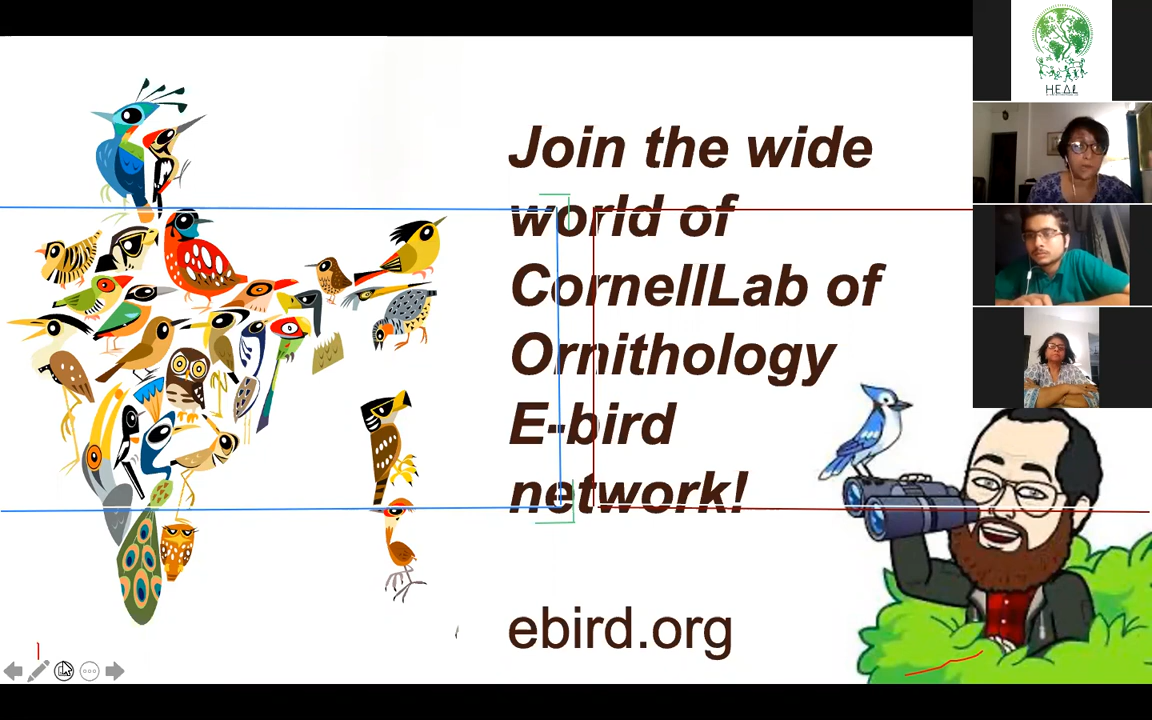 Join the wide
world of
CornellLab of
Ornithology
E-bird
network!
ebird.org
HEAL